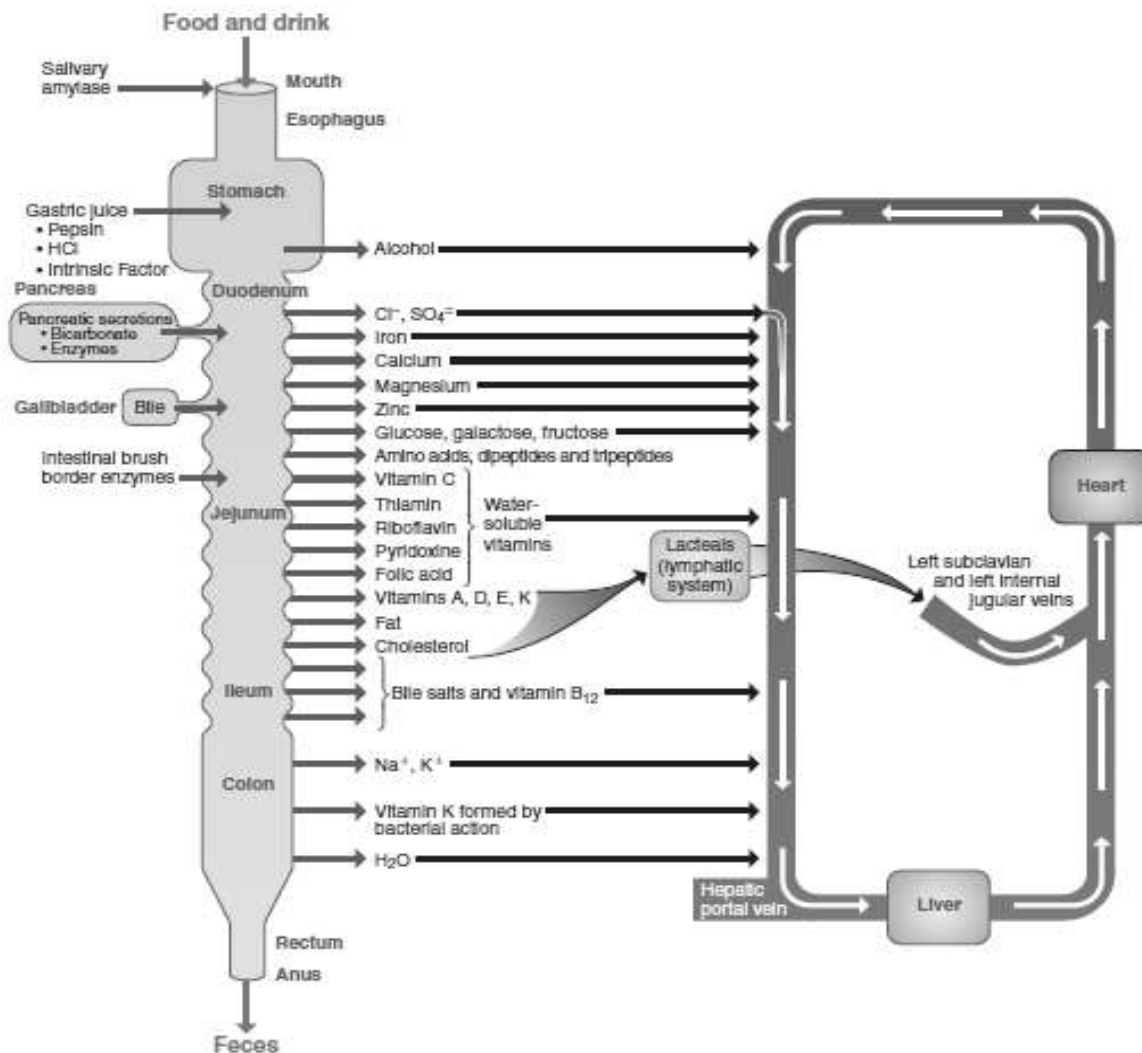 Food and drink
Salivary
amylase
Mouth
Esophagus
Stomach
Gastric juice
• Pepsin
• HCl
• Intrinsic Factor
Alcohol
Pancreas
Duodenum
Pancreatic secretions
• Bicarbonate
• Enzymes
Cl⁻, SO₄⁼
Iron
Calcium
Magnesium
Gallbladder
Bile
Zinc
Glucose, galactose, fructose
Intestinal brush
border enzymes
Amino acids, dipeptides and tripeptides
Vitamin C
Thiamin
Jejunum
Riboflavin
Pyridoxine
Folic acid
Water-
soluble
vitamins
Vitamins A, D, E, K
Fat
Cholesterol
Lacteals
(lymphatic
system)
Left subclavian
and left internal
jugular veins
Heart
Ileum
Bile salts and vitamin B₁₂
Colon
Na⁺, K⁺
Vitamin K formed by
bacterial action
H₂O
Hepatic
portal vein
Liver
Rectum
Anus
Feces